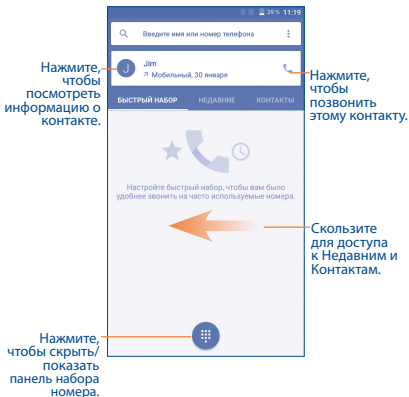 29 % 11:19
Введите имя или номер телефона
J
Jim
Мобильный, 30 января
БЫСТРЫЙ НАБОР НЕДАВНИЕ КОНТАКТЫ
Настройте быстрый набор, чтобы вам было
удобнее звонить на часто используемые номера.
Нажмите,
чтобы
посмотреть
информацию о
контакте.
Нажмите,
чтобы
позвонить
этому контакту.
Скользите
для доступа
к Недавним и
Контактам.
Нажмите,
чтобы скрыть/
показать
панель набора
номера.